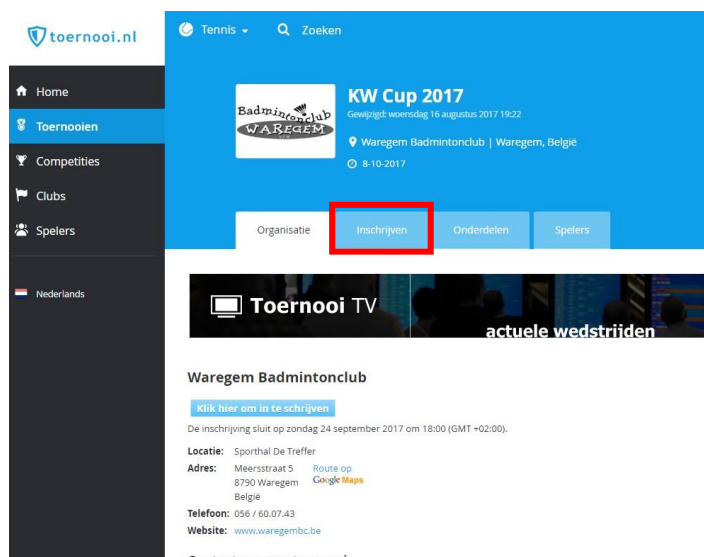 toernooi.nl
Tennis
Zoeken
Home
Toernooien
Competities
Clubs
Spelers
Nederlands
Badmintonclub
WAREGEM
KW Cup 2017
Gewijzigd: woensdag 16 augustus 2017 19:22
Waregem Badmintonclub | Waregem, België
8-10-2017
Organisatie
Inschrijven
Onderdelen
Spelers
Toernooi TV
actuele wedstrijden
Waregem Badmintonclub
Klik hier om in te schrijven
De inschrijving sluit op zondag 24 september 2017 om 18:00 (GMT +02:00).
Locatie: Sporthal De Treffer
Adres: Meersstraat 5 Route op
8790 Waregem Google Maps
België
Telefoon: 056 / 60.07.43
Website: www.waregembc.be